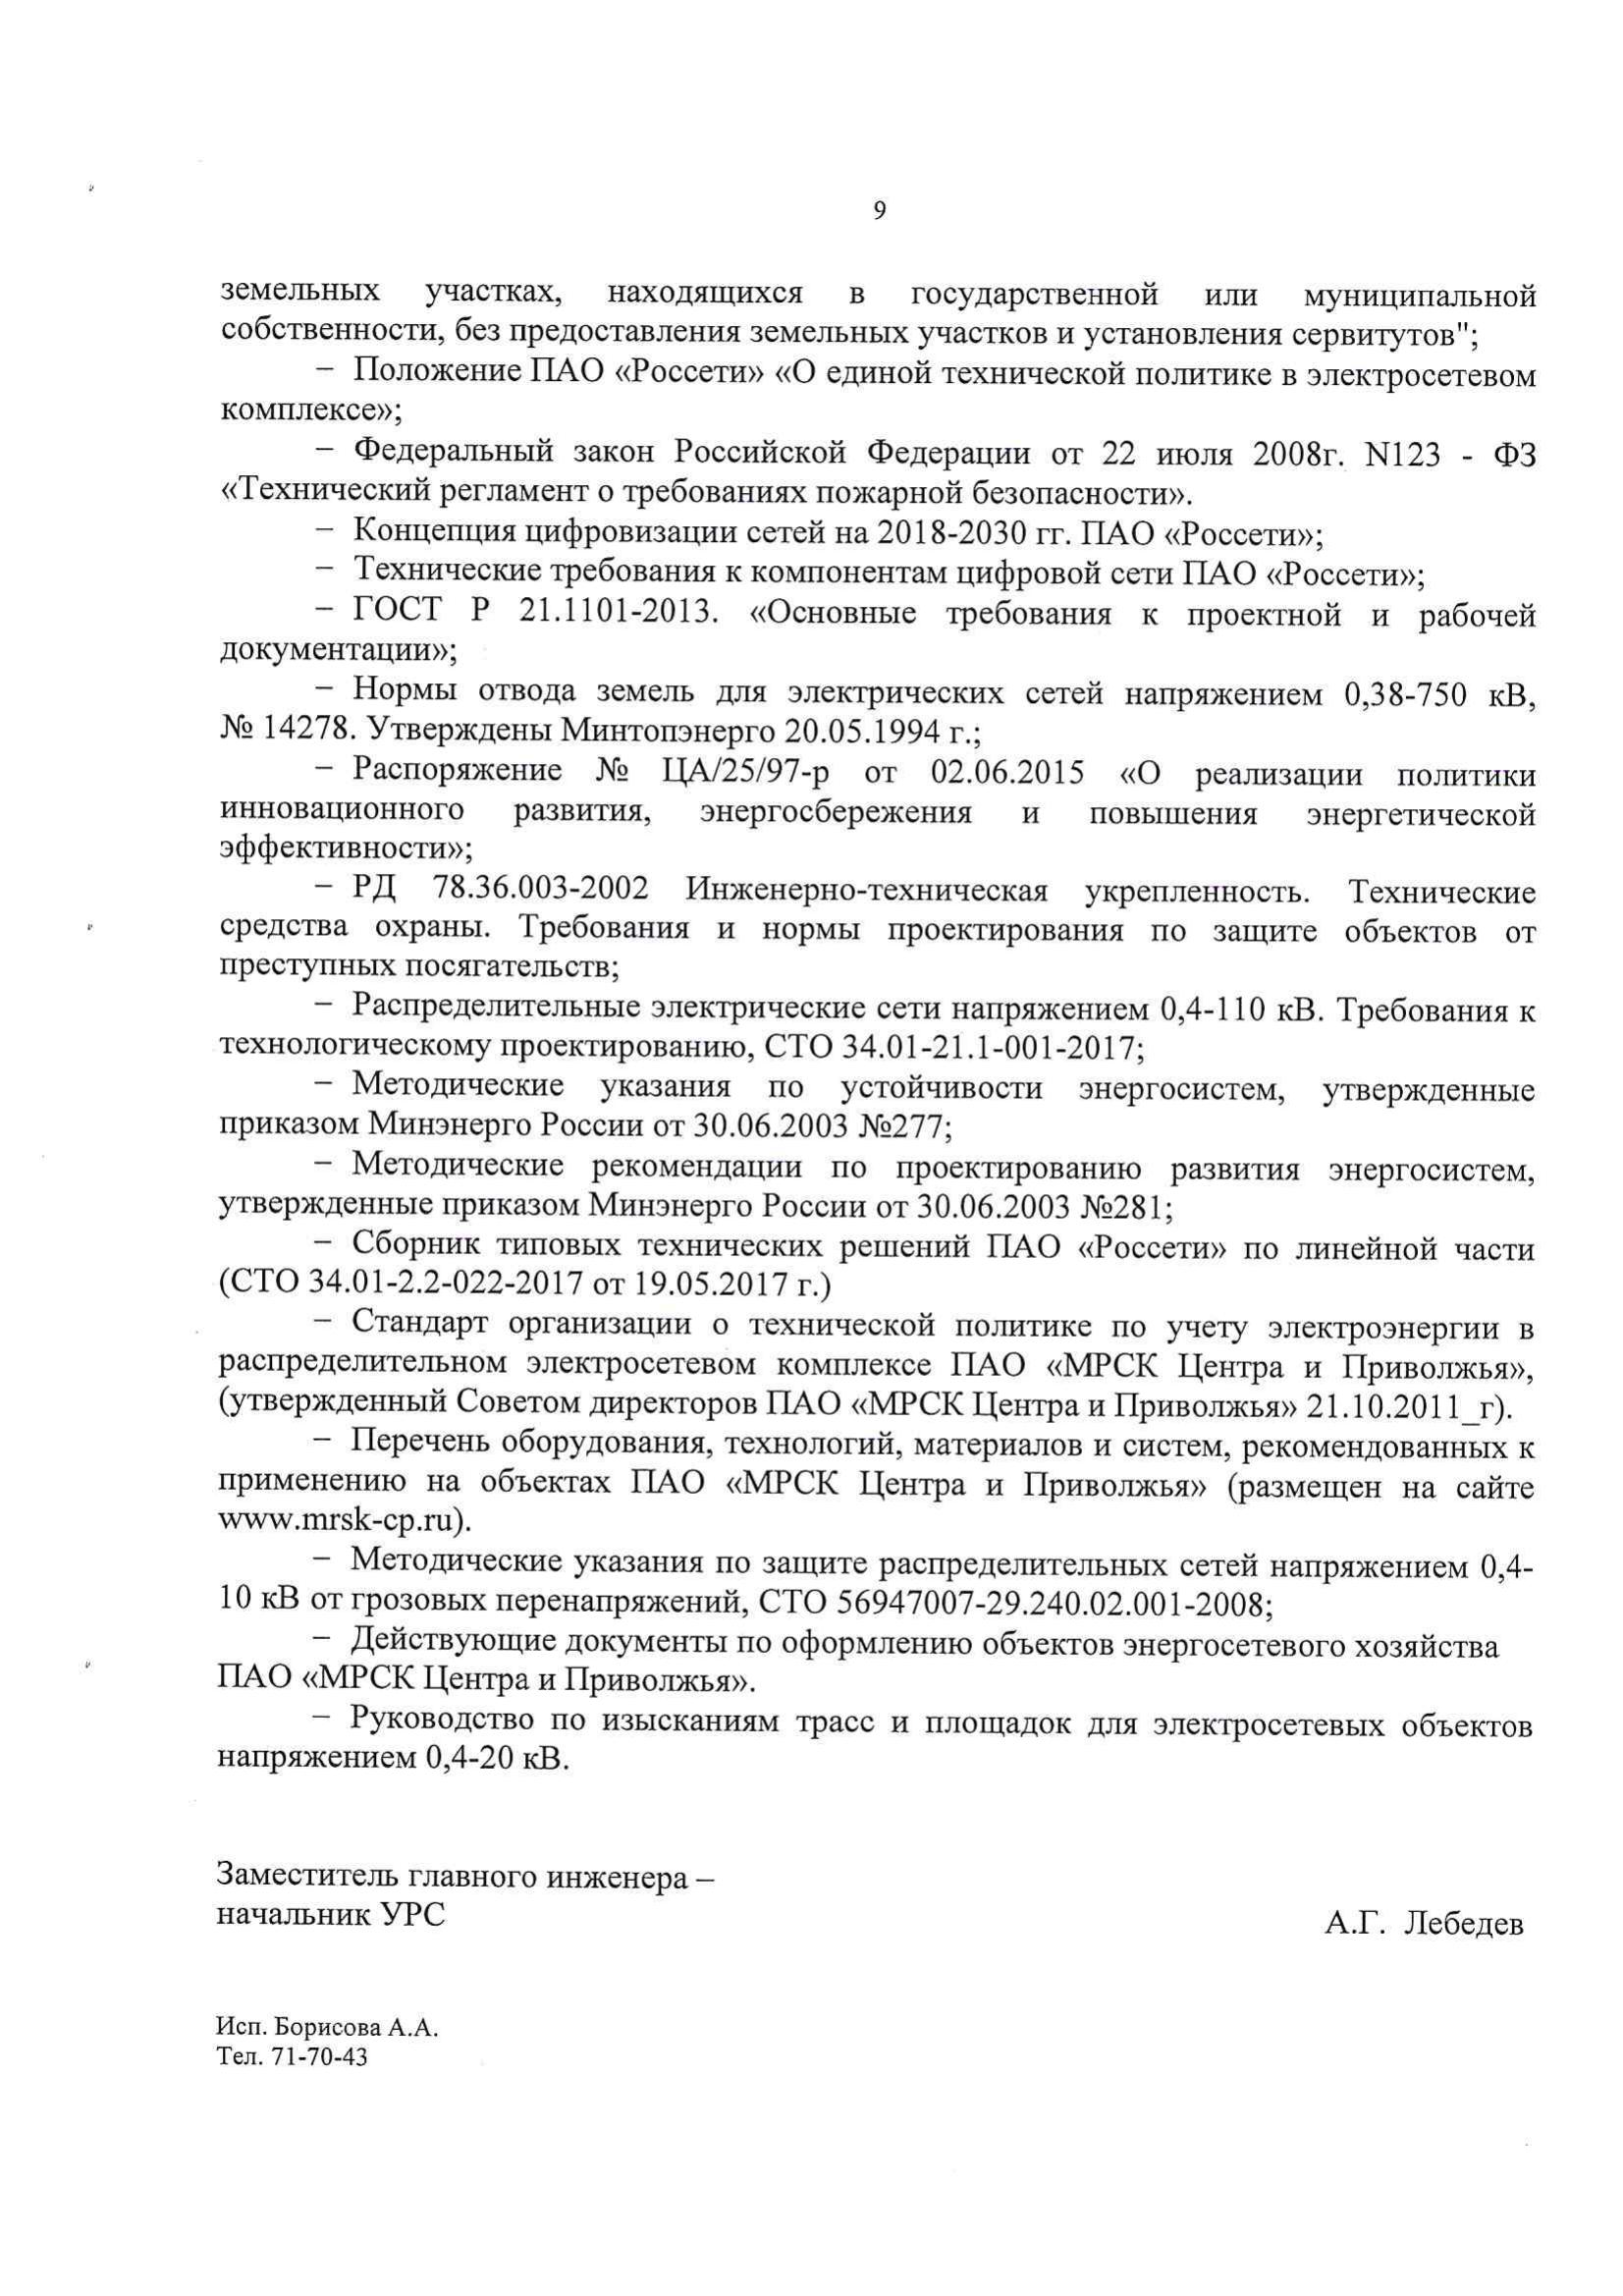 9
земельных участках, находящихся в государственной или муниципальной
собственности, без предоставления земельных участков и установления сервитутов";
– Положение ПАО «Россети» «О единой технической политике в электросетевом
комплексе»;
– Федеральный закон Российской Федерации от 22 июля 2008г. N123 - ФЗ
«Технический регламент о требованиях пожарной безопасности».
– Концепция цифровизации сетей на 2018-2030 гг. ПАО «Россети»;
– Технические требования к компонентам цифровой сети ПАО «Россети»;
– ГОСТ Р 21.1101-2013. «Основные требования к проектной и рабочей
документации»;
– Нормы отвода земель для электрических сетей напряжением 0,38-750 кВ,
№ 14278. Утверждены Минтопэнерго 20.05.1994 г.;
– Распоряжение № ЦА/25/97-р от 02.06.2015 «О реализации политики
инновационного развития, энергосбережения и повышения энергетической
эффективности»;
– РД 78.36.003-2002 Инженерно-техническая укрепленность. Технические
средства охраны. Требования и нормы проектирования по защите объектов от
преступных посягательств;
– Распределительные электрические сети напряжением 0,4-110 кВ. Требования к
технологическому проектированию, СТО 34.01-21.1-001-2017;
– Методические указания по устойчивости энергосистем, утвержденные
приказом Минэнерго России от 30.06.2003 №277;
– Методические рекомендации по проектированию развития энергосистем,
утвержденные приказом Минэнерго России от 30.06.2003 №281;
– Сборник типовых технических решений ПАО «Россети» по линейной части
(СТО 34.01-2.2-022-2017 от 19.05.2017 г.)
– Стандарт организации о технической политике по учету электроэнергии в
распределительном электросетевом комплексе ПАО «МРСК Центра и Приволжья»,
(утвержденный Советом директоров ПАО «МРСК Центра и Приволжья» 21.10.2011_г).
– Перечень оборудования, технологий, материалов и систем, рекомендованных к
применению на объектах ПАО «МРСК Центра и Приволжья» (размещен на сайте
www.mrsk-cp.ru).
– Методические указания по защите распределительных сетей напряжением 0,4-
10 кВ от грозовых перенапряжений, СТО 56947007-29.240.02.001-2008;
– Действующие документы по оформлению объектов энергосетевого хозяйства
ПАО «МРСК Центра и Приволжья».
– Руководство по изысканиям трасс и площадок для электросетевых объектов
напряжением 0,4-20 кВ.
Заместитель главного инженера –
начальник УРС
А.Г. Лебедев
Исп. Борисова А.А.
Тел. 71-70-43